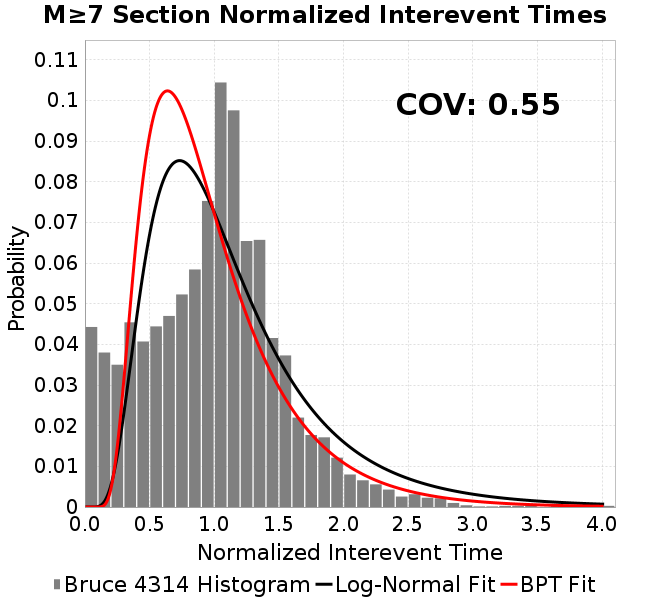 M≥7 Section Normalized Interevent Times
COV: 0.55
Probability
0.11
0.1
0.09
0.08
0.07
0.06
0.05
0.04
0.03
0.02
0.01
0
0.0 0.5 1.0 1.5 2.0 2.5 3.0 3.5 4.0
Normalized Interevent Time
Bruce 4314 Histogram Log-Normal Fit BPT Fit